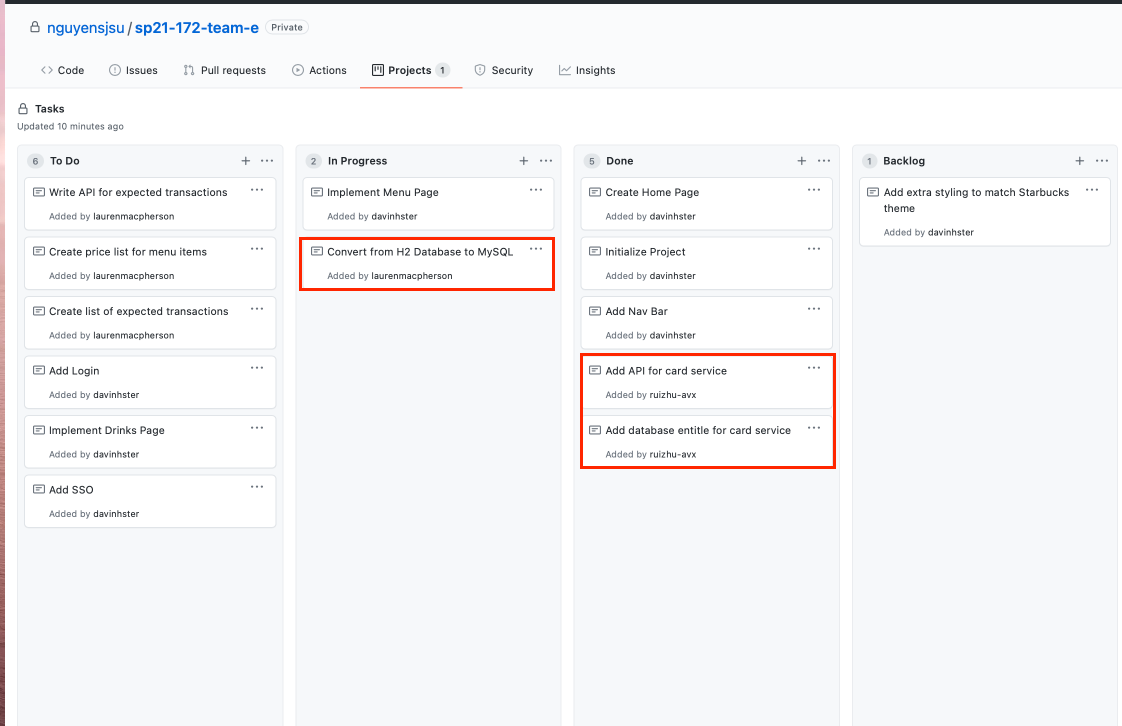 nguyensjsu / sp21-172-team-e Private
Code Issues Pull requests Actions Projects 1 Security Insights
Tasks
Updated 10 minutes ago
6 To Do
Write API for expected transactions
Added by laurenmacpherson
Create price list for menu items
Added by laurenmacpherson
Create list of expected transactions
Added by laurenmacpherson
Add Login
Added by davinhster
Implement Drinks Page
Added by davinhster
Add SSO
Added by davinhster
2 In Progress
Implement Menu Page
Added by davinhster
Convert from H2 Database to MySQL
Added by laurenmacpherson
5 Done
Create Home Page
Added by davinhster
Initialize Project
Added by davinhster
Add Nav Bar
Added by davinhster
Add API for card service
Added by ruizhu-avx
Add database entitle for card service
Added by ruizhu-avx
1 Backlog
Add extra styling to match Starbucks
theme
Added by davinhster